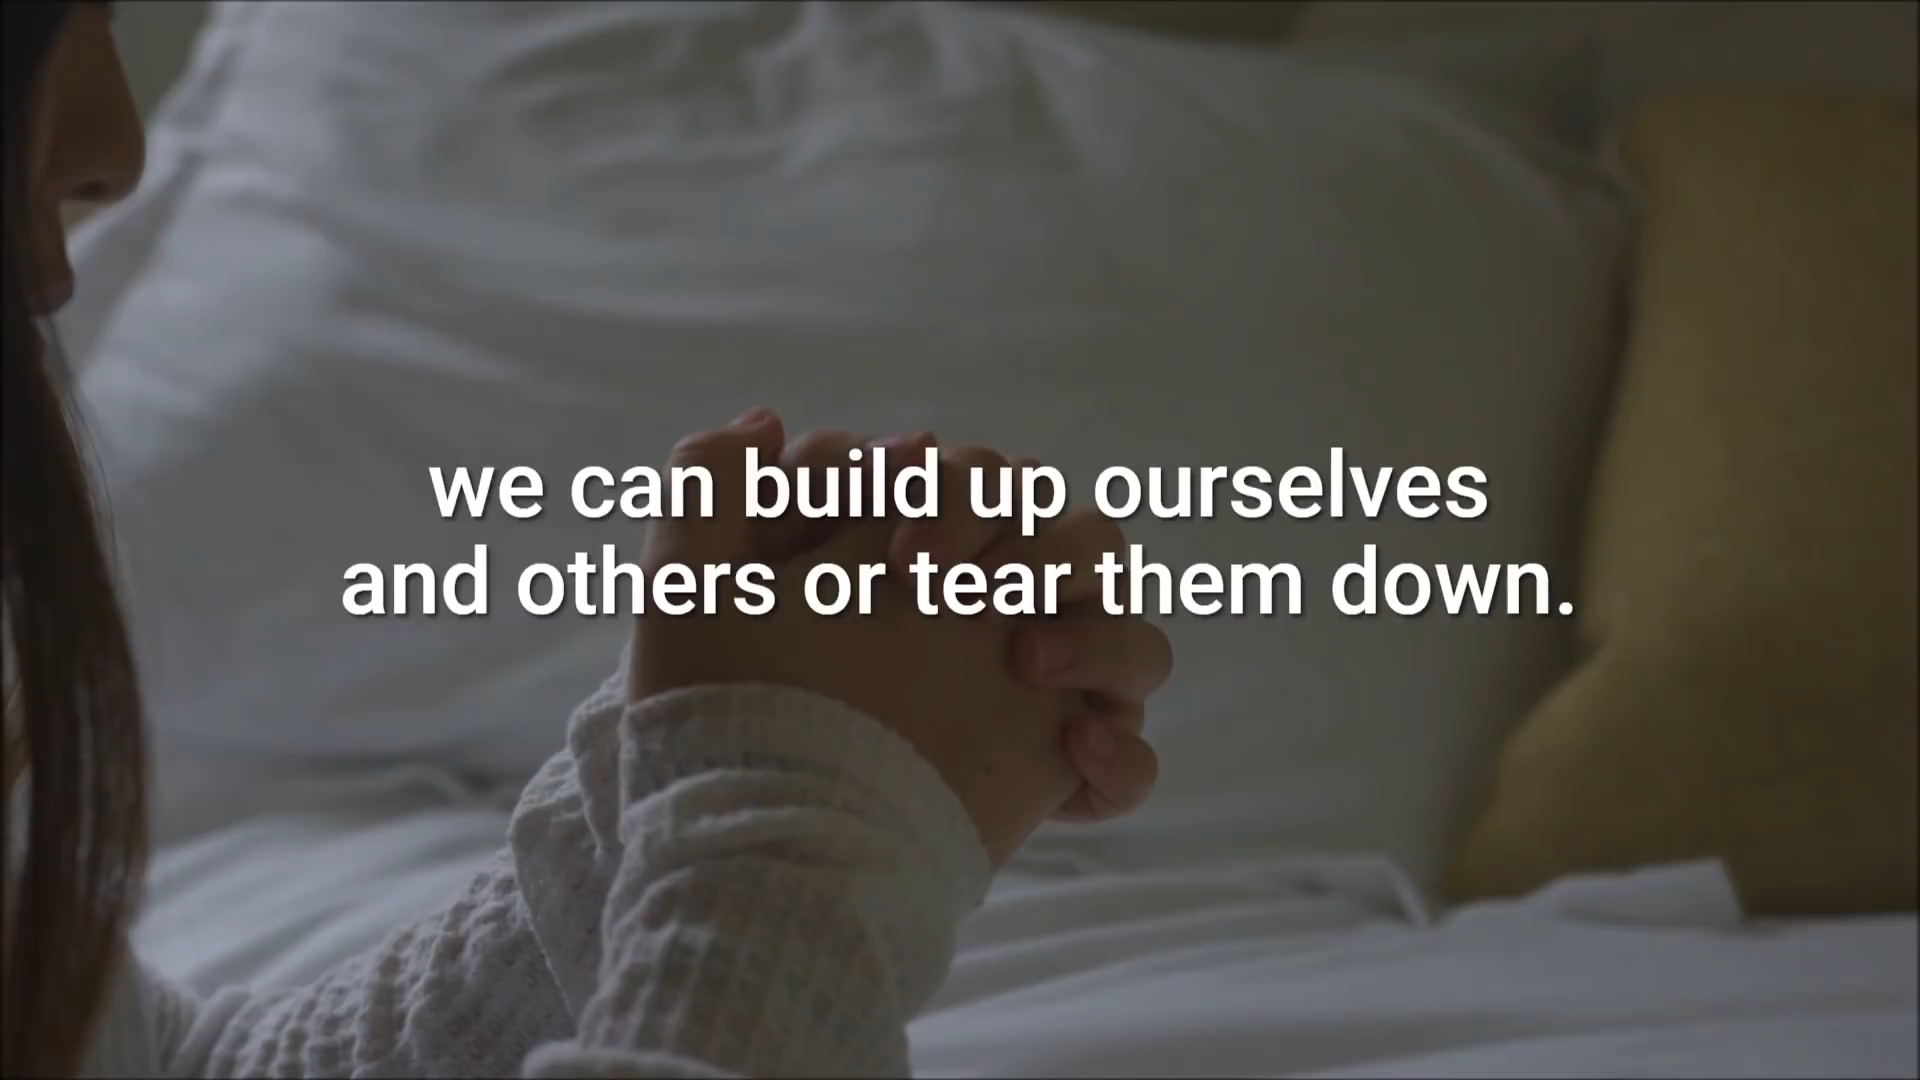 we can build up ourselves
and others or tear them down.